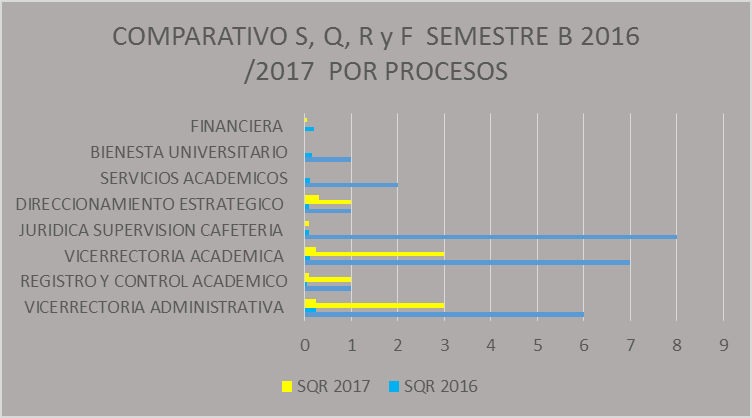 COMPARATIVO S, Q, R y F SEMESTRE B 2016
/2017 POR PROCESOS
FINANCIERA
BIENESTA UNIVERSITARIO
SERVICIOS ACADEMICOS
DIRECCIONAMIENTO ESTRATEGICO
JURIDICA SUPERVISION CAFETERIA
VICERRECTORIA ACADEMICA
REGISTRO Y CONTROL ACADEMICO
VICERRECTORIA ADMINISTRATIVA
0 1 2 3 4 5 6 7 8 9
SQR 2017 SQR 2016